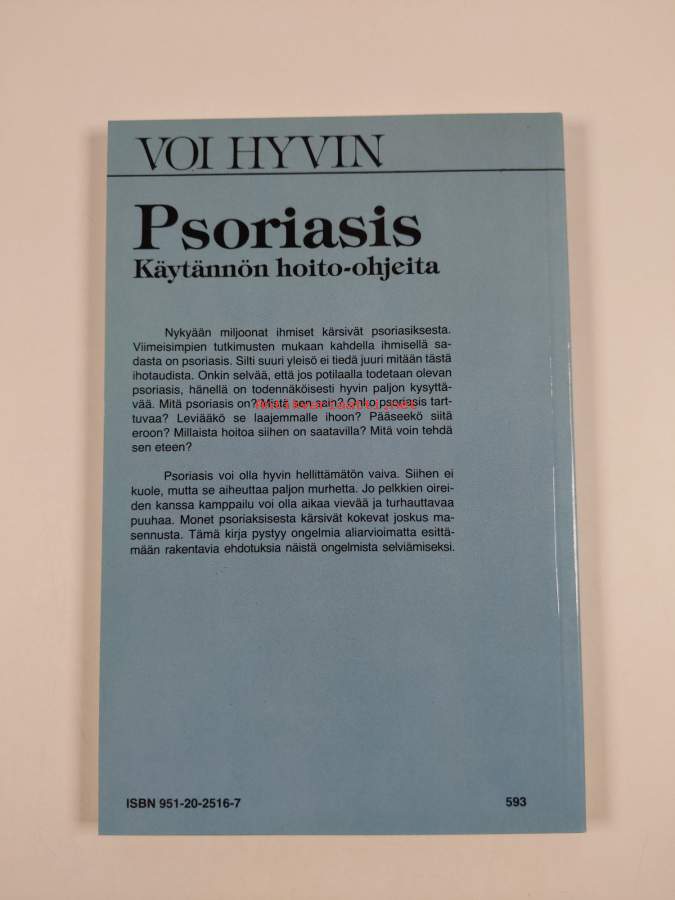 VOI HYVIN
Psoriasis
Käytännön hoito-ohjeita
Nykyään miljoonat ihmiset kärsivät psoriasiksesta.
Viimeisimpien tutkimusten mukaan kahdella ihmisellä sa-
dasta on psoriasis. Silti suuri yleisö ei tiedä juuri mitään tästä
ihotaudista. Onkin selvää, että jos potilaalla todetaan olevan
psoriasis, hänellä on todennäköisesti hyvin paljon kysyttä-
vää. Mitä psoriasis on? Mistä sen sain? Onko psoriasis tart-
antikvariaatti.net
tuvaa? Leviääkö se laajemmalle ihoon? Pääseekö siitä
eroon? Millaista hoitoa siihen on saatavilla? Mitä voin tehdä
sen eteen?
Psoriasis voi olla hyvin hellittämätön vaiva. Siihen ei
kuole, mutta se aiheuttaa paljon murhetta. Jo pelkkien oirei-
den kanssa kamppailu voi olla aikaa vievää ja turhauttavaa
puuhaa. Monet psoriaksisesta kärsivät kokevat joskus ma-
sennusta. Tämä kirja pystyy ongelmia aliarvioimatta esittä-
mään rakentavia ehdotuksia näistä ongelmista selviämiseksi.
ISBN 951-20-2516-7
593